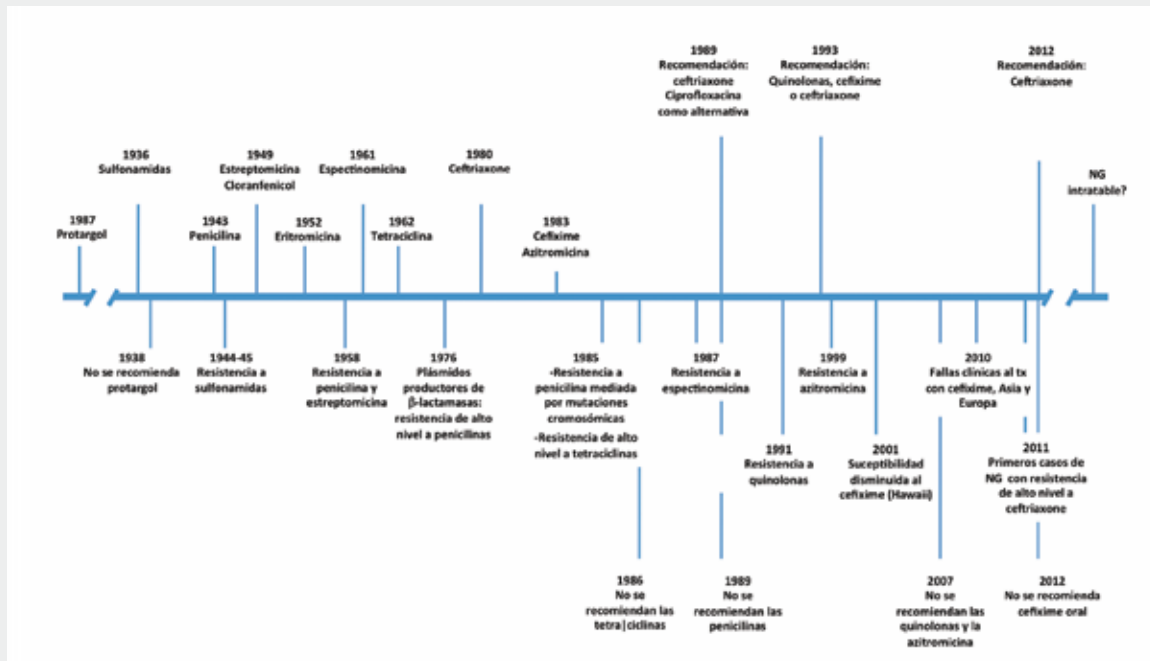 1989
Recomendación:
ceftriaxone
Ciprofloxacina
como alternativa
1993
Recomendación:
Quinolonas, cefixime
o ceftriaxone
2012
Recomendación:
Ceftriaxone
1936
Sulfonamidas
1949
Estreptomicina
Cloranfenicol
1961
Espectinomicina
1980
Ceftriaxone
NG
intratable?
1987
Protargol
1943
Penicilina
1952
Eritromicina
1962
Tetraciclina
1983
Cefixime
Azitromicina
1938
No se recomienda
protargol
1944-45
Resistencia a
sulfonamidas
1958
Resistencia a
penicilina y
estreptomicina
1976
Plásmidos
productores de
β-lactamasas:
resistencia de alto
nivel a penicilinas
1985
-Resistencia a
penicilina mediada
por mutaciones
cromosómicas
-Resistencia de alto
nivel a tetraciclinas
1987
Resistencia a
espectinomicina
1999
Resistencia a
azitromicina
2010
Fallas clínicas al tx
con cefixime, Asia y
Europa
1991
Resistencia a
quinolonas
2001
Suceptibilidad
disminuida al
cefixime (Hawaii)
2011
Primeros casos de
NG con resistencia
de alto nivel a
ceftriaxone
1986
No se
recomiendan las
tetra|ciclinas
1989
No se
recomiendan las
penicilinas
2007
No se
recomiendan las
quinolonas y la
azitromicina
2012
No se recomienda
cefixime oral